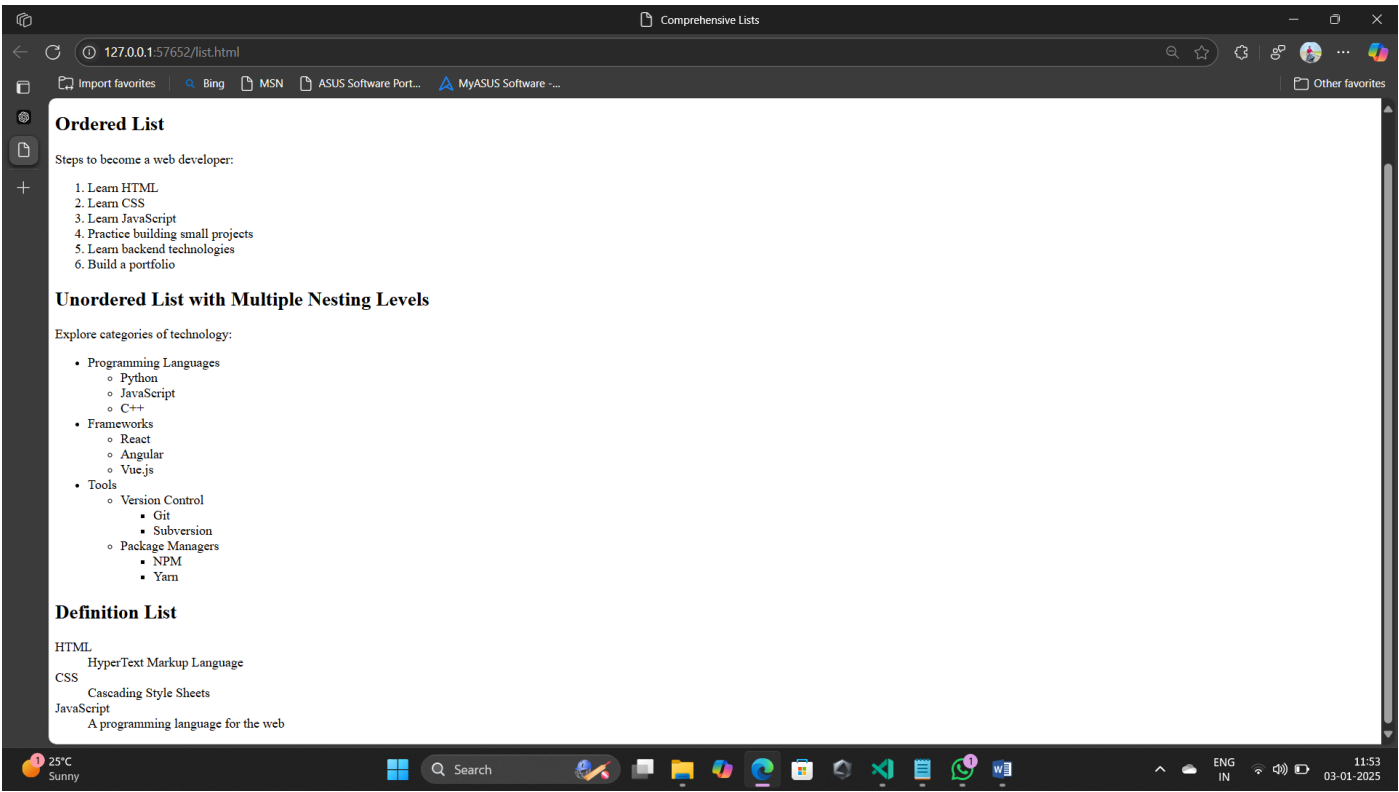 Comprehensive Lists
127.0.0.1:57652/list.html
Import favorites Bing MSN ASUS Software Port... MyASUS Software -... Other favorites
Ordered List
Steps to become a web developer:
1. Learn HTML
2. Learn CSS
3. Learn JavaScript
4. Practice building small projects
5. Learn backend technologies
6. Build a portfolio
Unordered List with Multiple Nesting Levels
Explore categories of technology:
• Programming Languages
◦ Python
◦ JavaScript
◦ C++
• Frameworks
◦ React
◦ Angular
◦ Vue.js
• Tools
◦ Version Control
▪ Git
▪ Subversion
◦ Package Managers
▪ NPM
▪ Yarn
Definition List
HTML
HyperText Markup Language
CSS
Cascading Style Sheets
JavaScript
A programming language for the web
1 25°C
Sunny
Search
1
W
ENG
IN
11:53
03-01-2025